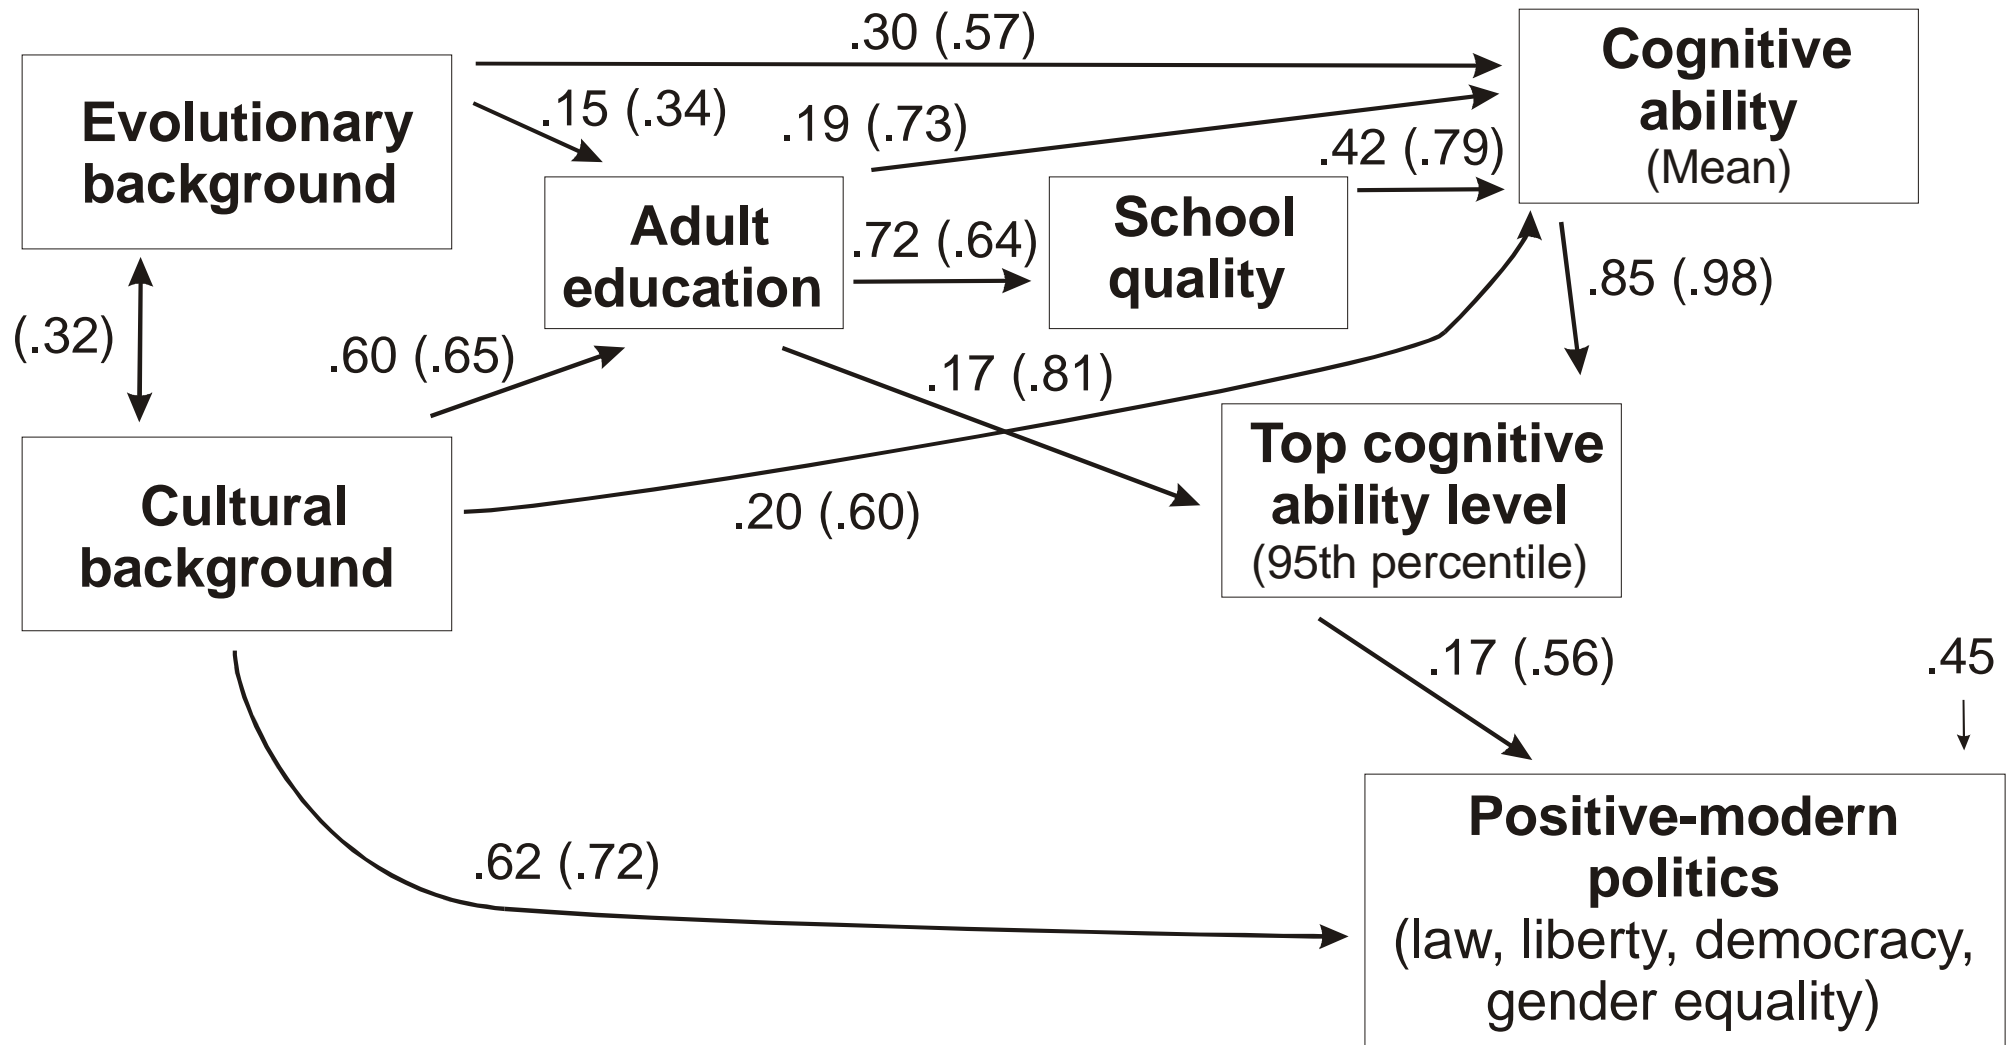 .30 (.57)
Cognitive
ability
(Mean)
Evolutionary
background
.15 (.34)
.19 (.73)
.42 (.79)
Adult
education
.72 (.64)
School
quality
.85 (.98)
(.32)
.60 (.65)
.17 (.81)
Cultural
background
.20 (.60)
Top cognitive
ability level
(95th percentile)
.17 (.56)
.45
.62 (.72)
Positive-modern
politics
(law, liberty, democracy,
gender equality)